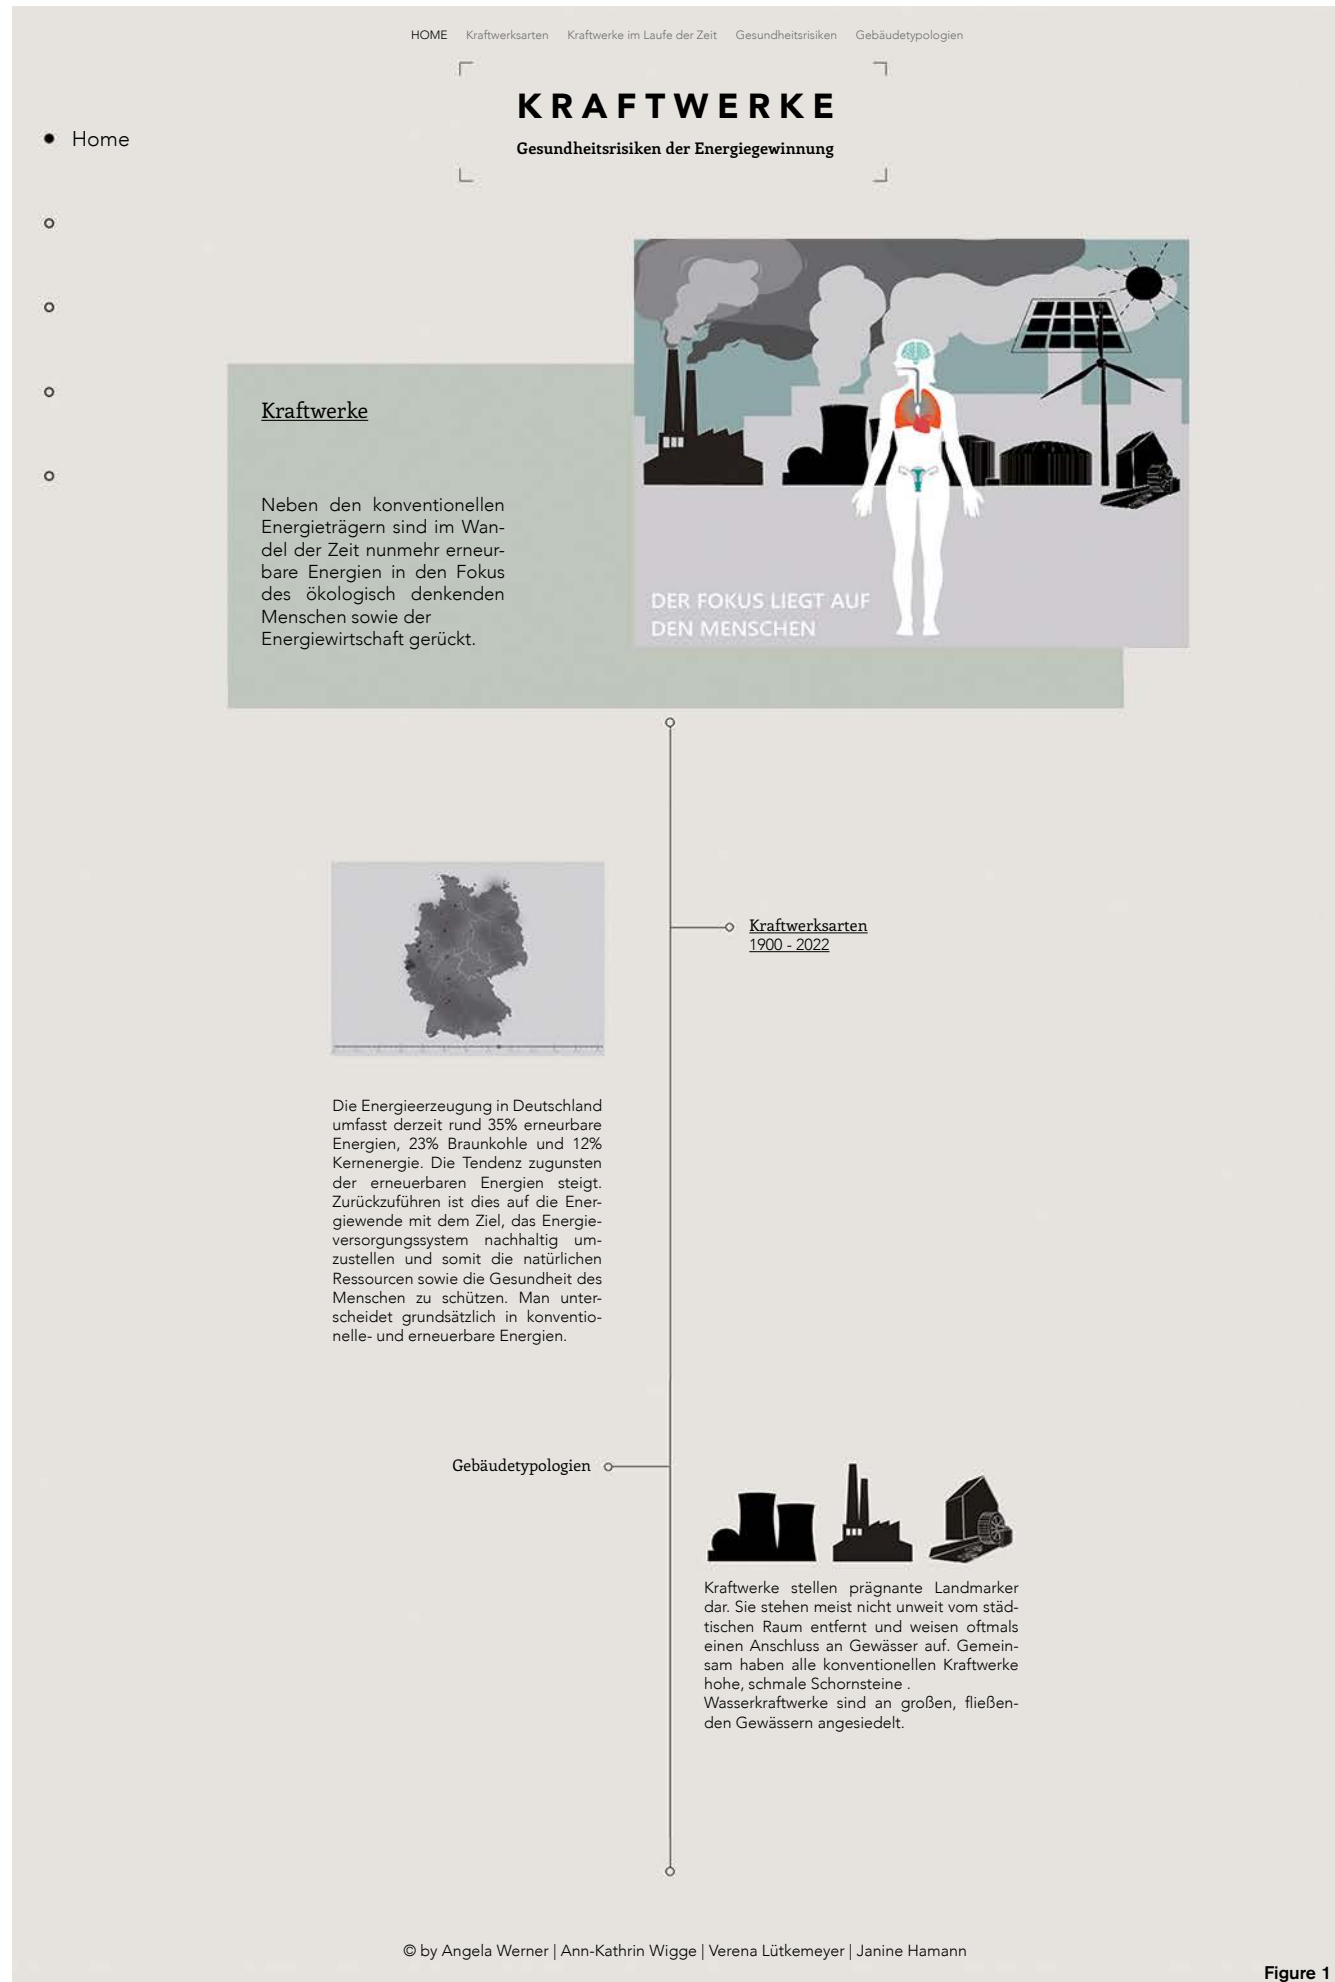 HOME Kraftwerksarten Kraftwerke im Laufe der Zeit Gesundheitsrisiken Gebäudetypologien
KRAFTWERKE
Gesundheitsrisiken der Energiegewinnung
Home
Kraftwerke
Neben den konventionellen
Energieträgern sind im Wan-
del der Zeit nunmehr erneur-
bare Energien in den Fokus
des ökologisch denkenden
Menschen sowie der
Energiewirtschaft gerückt.
DER FOKUS LIEGT AUF
DEN MENSCHEN
Kraftwerksarten
1900 - 2022
Die Energieerzeugung in Deutschland
umfasst derzeit rund 35% erneurbare
Energien, 23% Braunkohle und 12%
Kernenergie. Die Tendenz zugunsten
der erneuerbaren Energien steigt.
Zurückzuführen ist dies auf die Ener-
giewende mit dem Ziel, das Energie-
versorgungssystem nachhaltig um-
zustellen und somit die natürlichen
Ressourcen sowie die Gesundheit des
Menschen zu schützen. Man unter-
scheidet grundsätzlich in konventio-
nelle- und erneuerbare Energien.
Gebäudetypologien
Kraftwerke stellen prägnante Landmarker
dar. Sie stehen meist nicht unweit vom städ-
tischen Raum entfernt und weisen oftmals
einen Anschluss an Gewässer auf. Gemein-
sam haben alle konventionellen Kraftwerke
hohe, schmale Schornsteine .
Wasserkraftwerke sind an großen, fließen-
den Gewässern angesiedelt.
© by Angela Werner | Ann-Kathrin Wigge | Verena Lütkemeyer | Janine Hamann
Figure 1